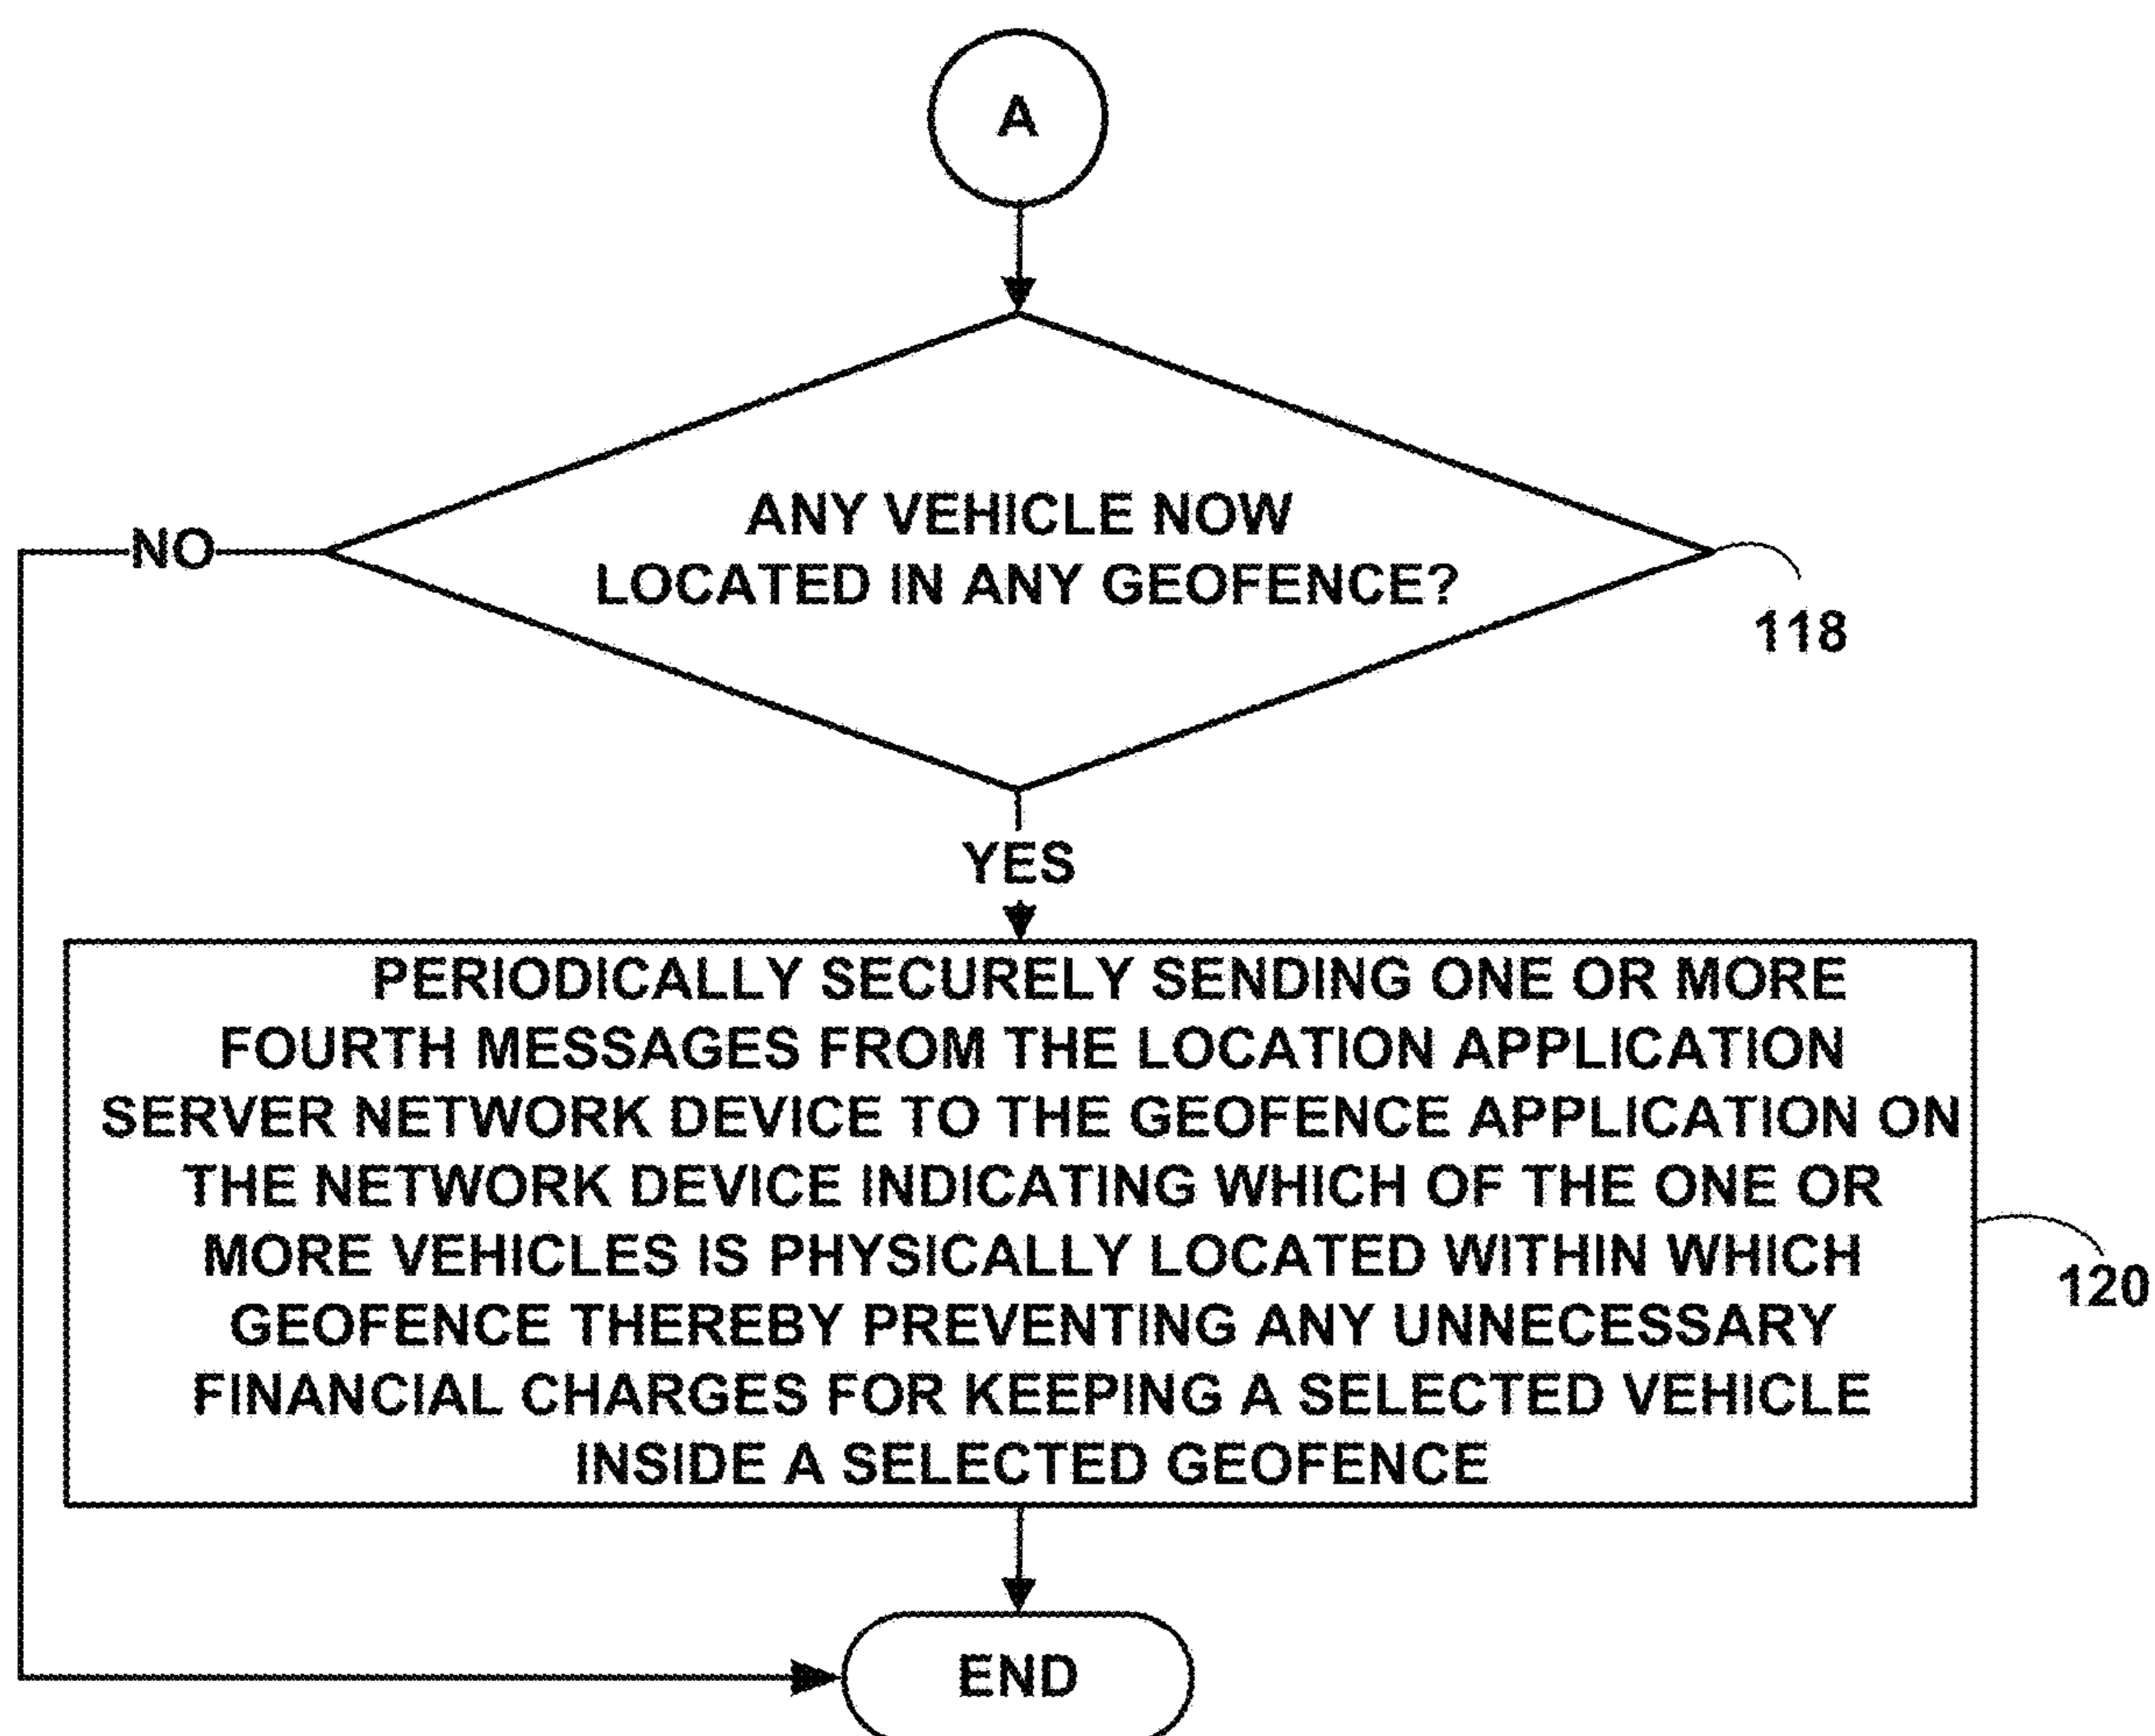 A
ANY VEHICLE NOW
LOCATED IN ANY GEOFENCE?
NO
118
YES
PERIODICALLY SECURELY SENDING ONE OR MORE
FOURTH MESSAGES FROM THE LOCATION APPLICATION
SERVER NETWORK DEVICE TO THE GEOFENCE APPLICATION ON
THE NETWORK DEVICE INDICATING WHICH OF THE ONE OR
MORE VEHICLES IS PHYSICALLY LOCATED WITHIN WHICH
GEOFENCE THEREBY PREVENTING ANY UNNECESSARY
FINANCIAL CHARGES FOR KEEPING A SELECTED VEHICLE
INSIDE A SELECTED GEOFENCE
120
END